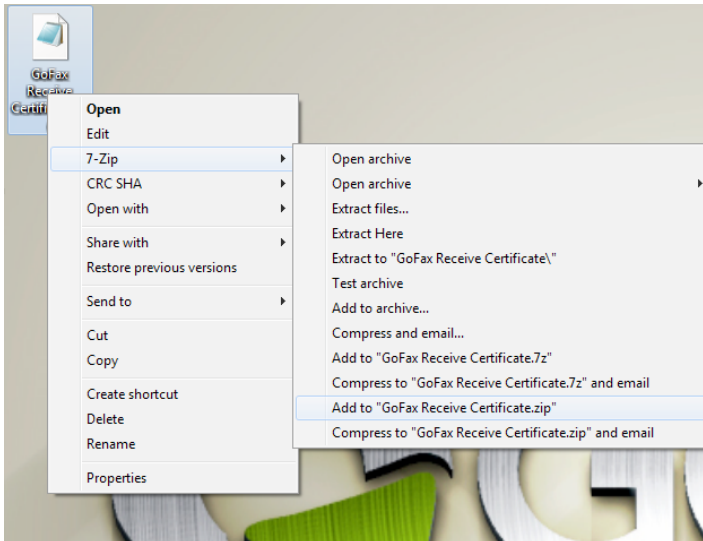 GoFax
Receive
Open
Edit
7-Zip
CRC SHA
Open with
Share with
Restore previous versions
Send to
Cut
Copy
Create shortcut
Delete
Rename
Properties
Open archive
Open archive
Extract files...
Extract Here
Extract to "GoFax Receive Certificate\"
Test archive
Add to archive...
Compress and email...
Add to "GoFax Receive Certificate.7z"
Compress to "GoFax Receive Certificate.7z" and email
Add to "GoFax Receive Certificate.zip"
Compress to "GoFax Receive Certificate.zip" and email